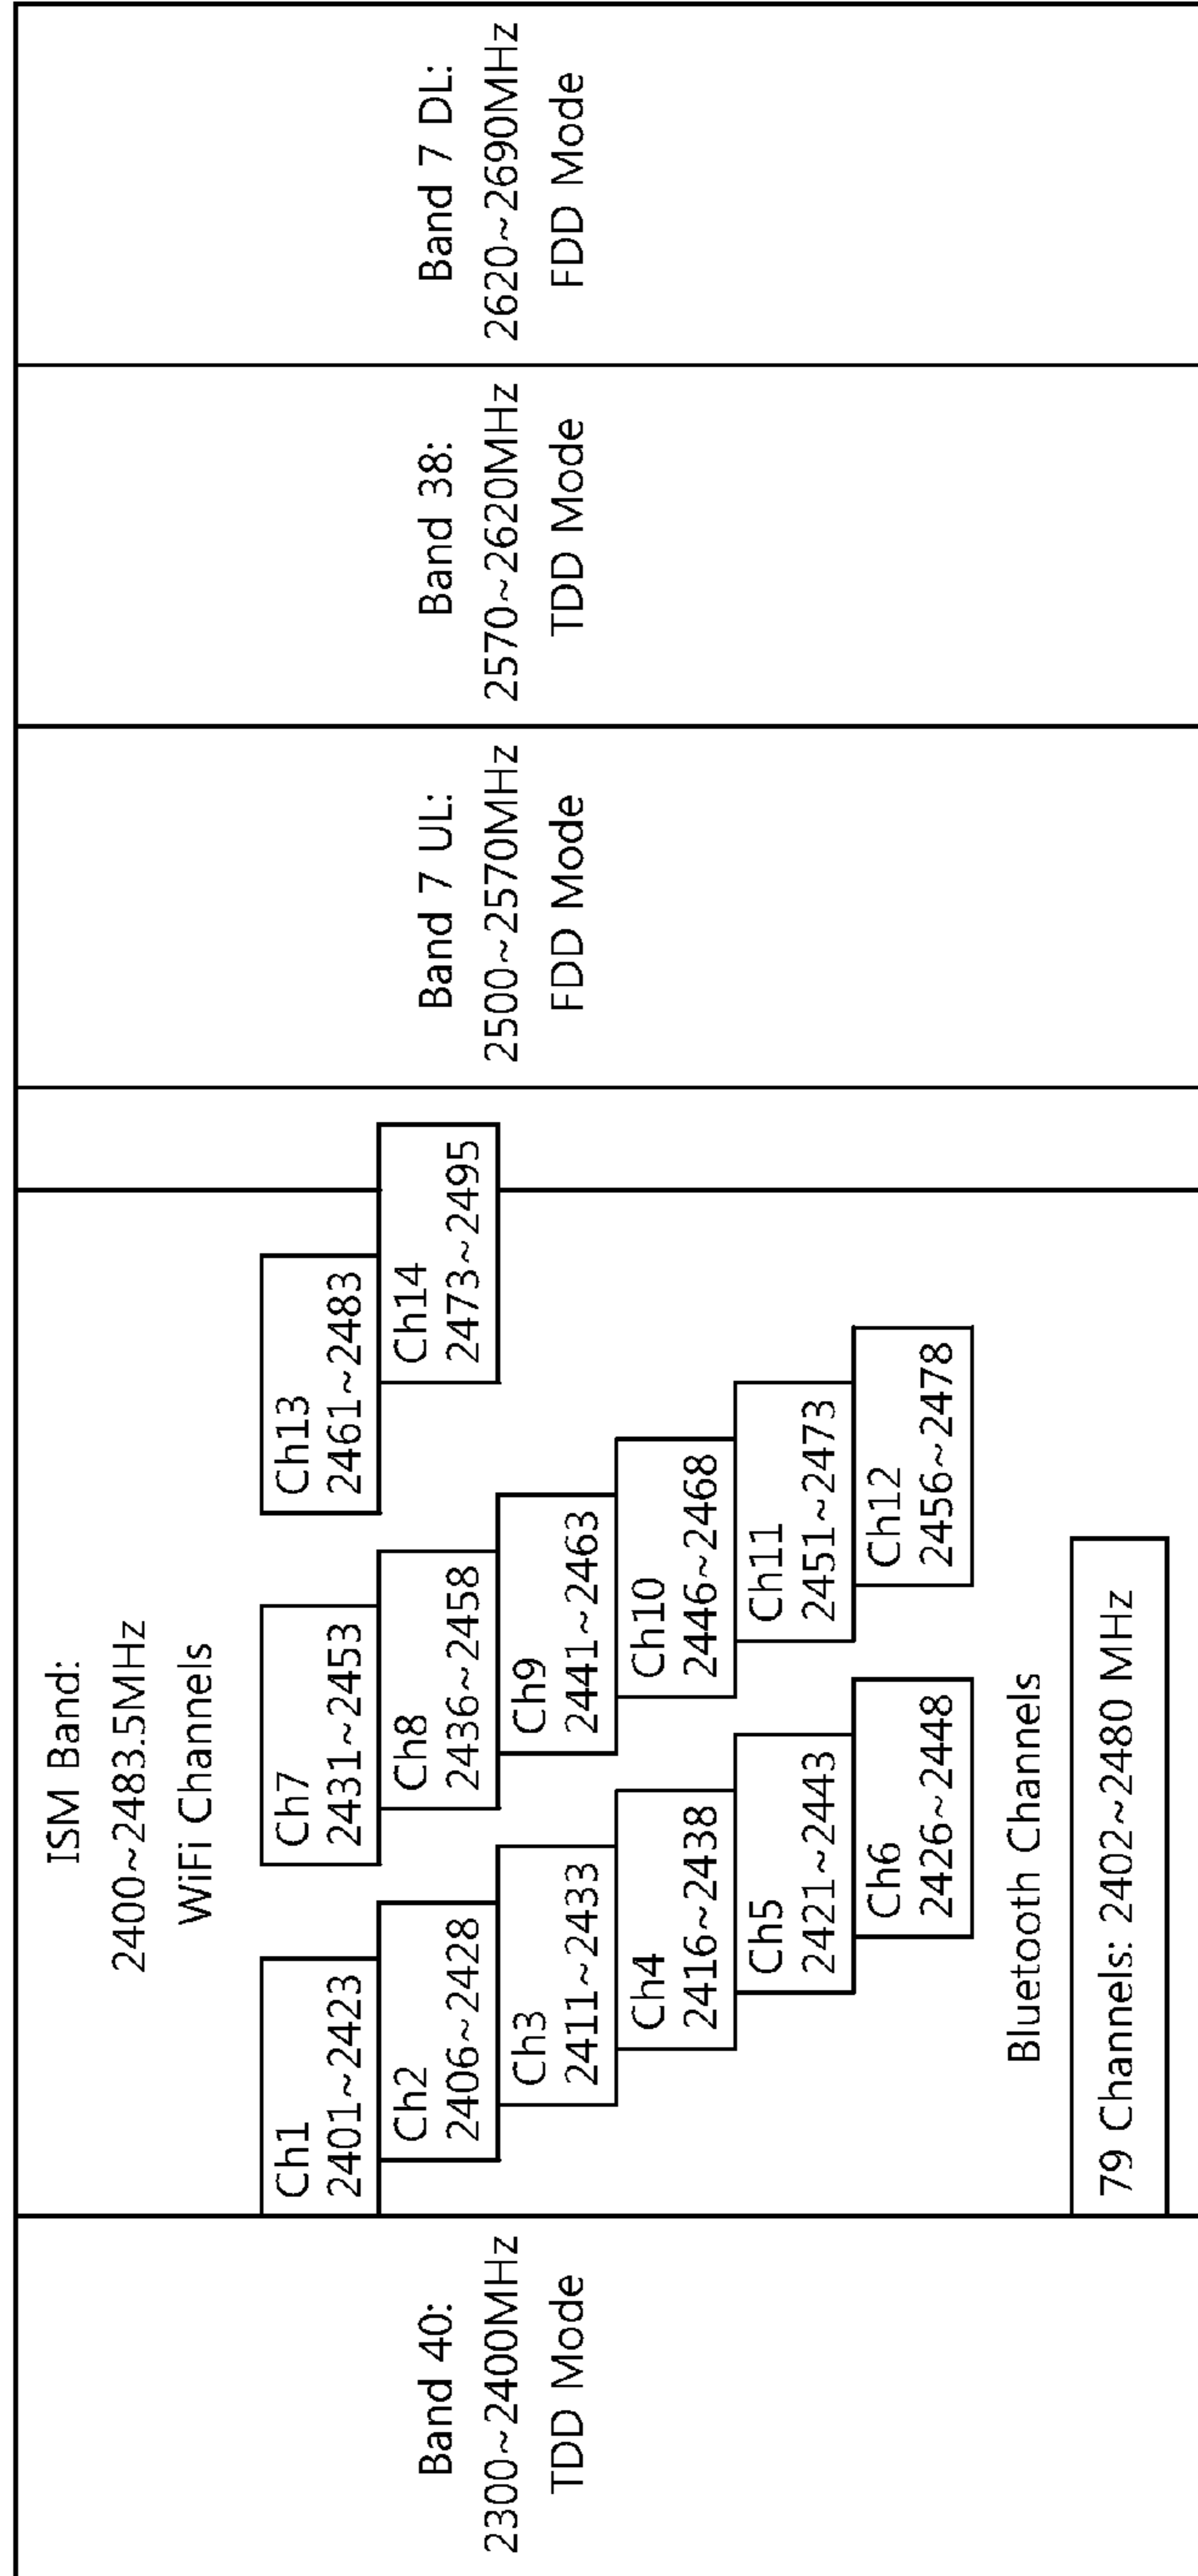 Band 40:
2300~2400MHz
TDD Mode
ISM Band:
2400~2483.5MHz
WiFi Channels
Ch1
2401~2423
Ch2
2406~2428
Ch3
2411~2433
Ch4
2416~2438
Ch5
2421~2443
Ch6
2426~2448
Ch7
2431~2453
Ch8
2436~2458
Ch9
2441~2463
Ch10
2446~2468
Ch11
2451~2473
Ch12
2456~2478
Ch13
2461~2483
Ch14
2473~2495
Bluetooth Channels
79 Channels: 2402~2480 MHz
Band 7 UL:
2500~2570MHz
FDD Mode
Band 38:
2570~2620MHz
TDD Mode
Band 7 DL:
2620~2690MHz
FDD Mode